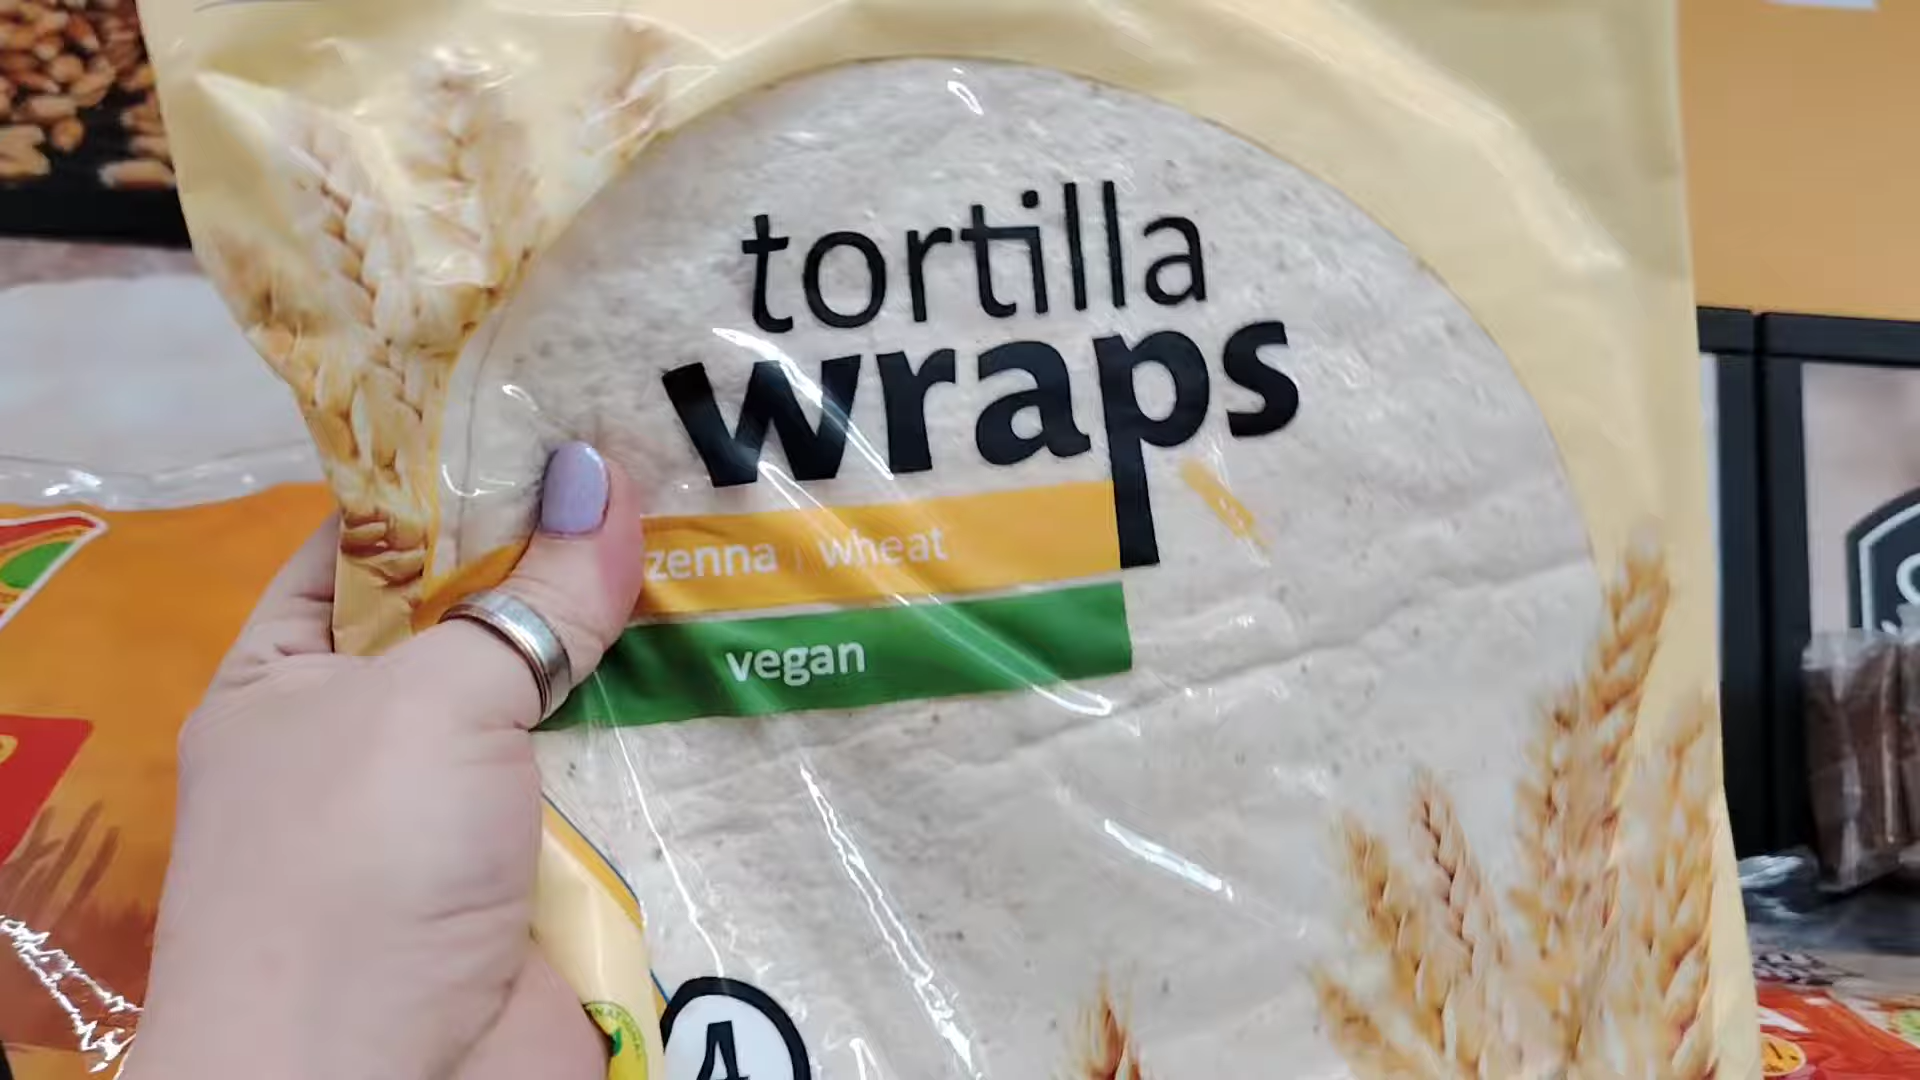 tortilla
wraps
zenna | wheat
vegan
4